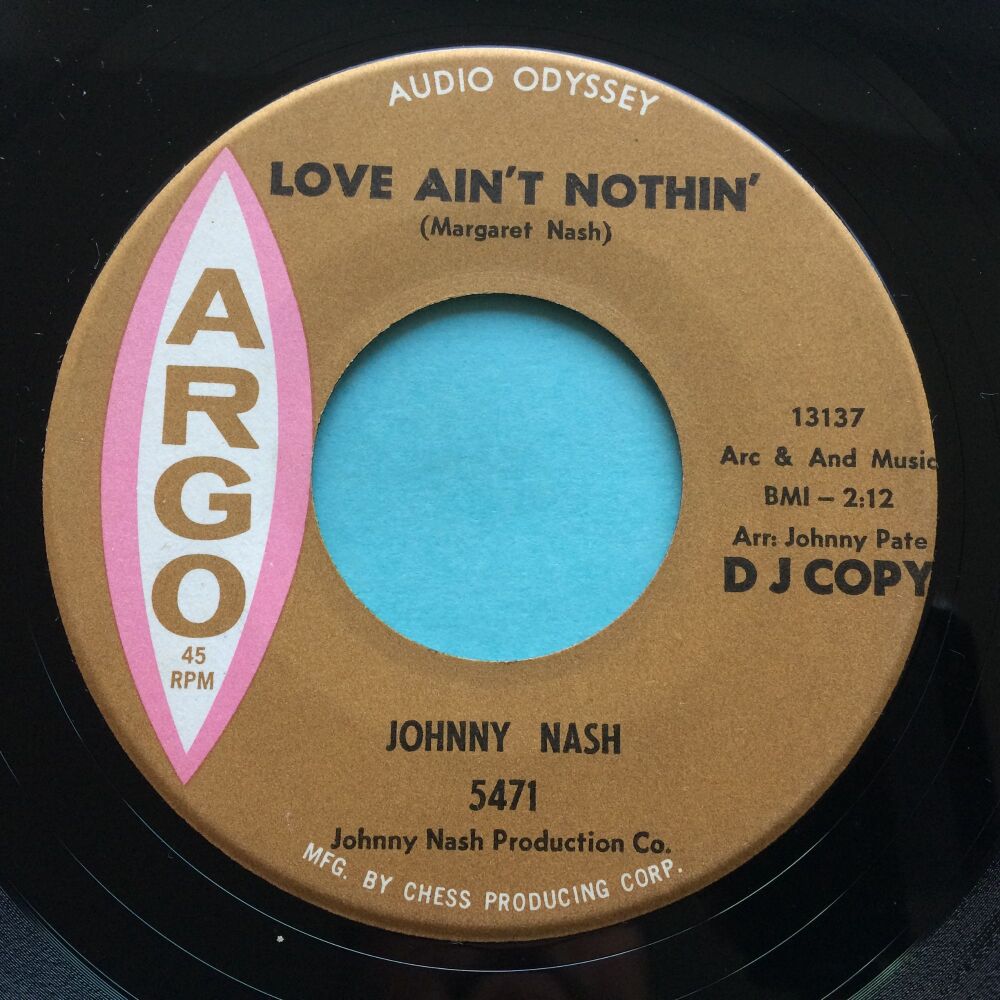 AUDIO ODYSSEY
LOVE AIN'T NOTHIN'
(Margaret Nash)
ARGO
45
RPM
13137
Arc & And Music
BMI – 2:12
Arr: Johnny Pate
D J COPY
JOHNNY NASH
5471
Johnny Nash Production Co.
MFG. BY CHESS PRODUCING CORP.